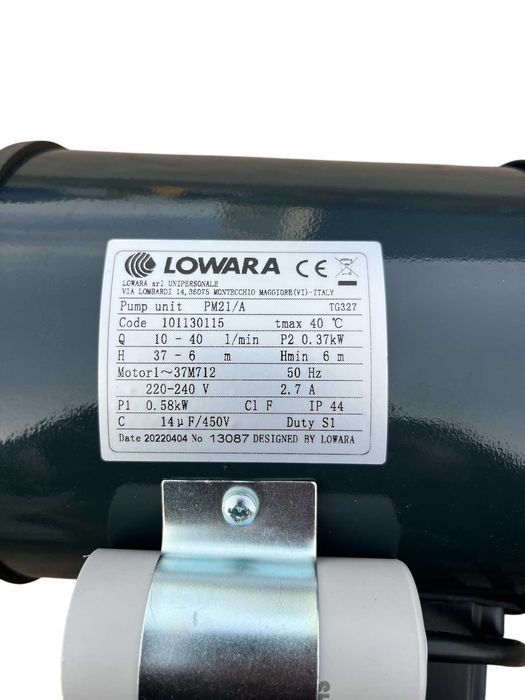 LOWARA CE
LOWARA srl UNIPERSONALE
VIA LOMBARDI 14,36075 MONTECCHIO MAGGIORE(VI)-ITALY
Pump unit PM21/A TG327
Code 101130115 tmax 40 ℃
Q 10 - 40 l/min P2 0.37kW
H 37 - 6 m Hmin 6 m
Motor1~37M712 50 Hz
220-240 V 2.7 A
P1 0.58kW Cl F IP 44
C 14μF/450V Duty S1
Date 20220404 No 13087 DESIGNED BY LOWARA